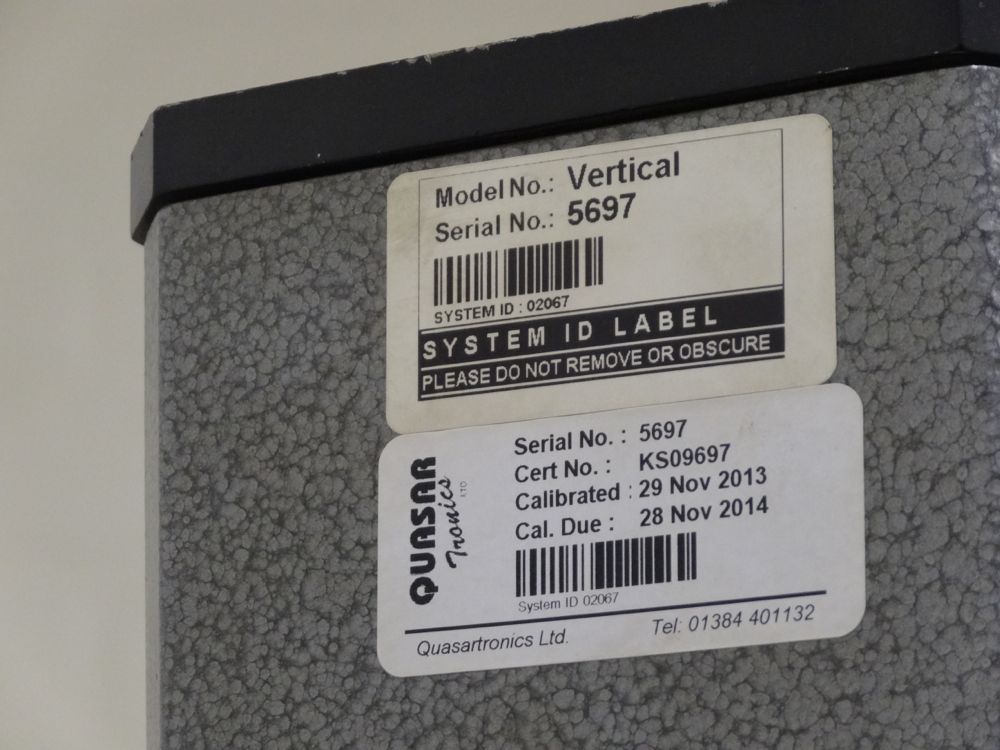 Model No.: Vertical
Serial No.: 5697
SYSTEM ID : 02067
SYSTEM ID LABEL
PLEASE DO NOT REMOVE OR OBSCURE
QUASAR
Tronics LTD
Serial No. : 5697
Cert No. : KS09697
Calibrated : 29 Nov 2013
Cal. Due : 28 Nov 2014
System ID 02067
Quasartronics Ltd. Tel: 01384 401132